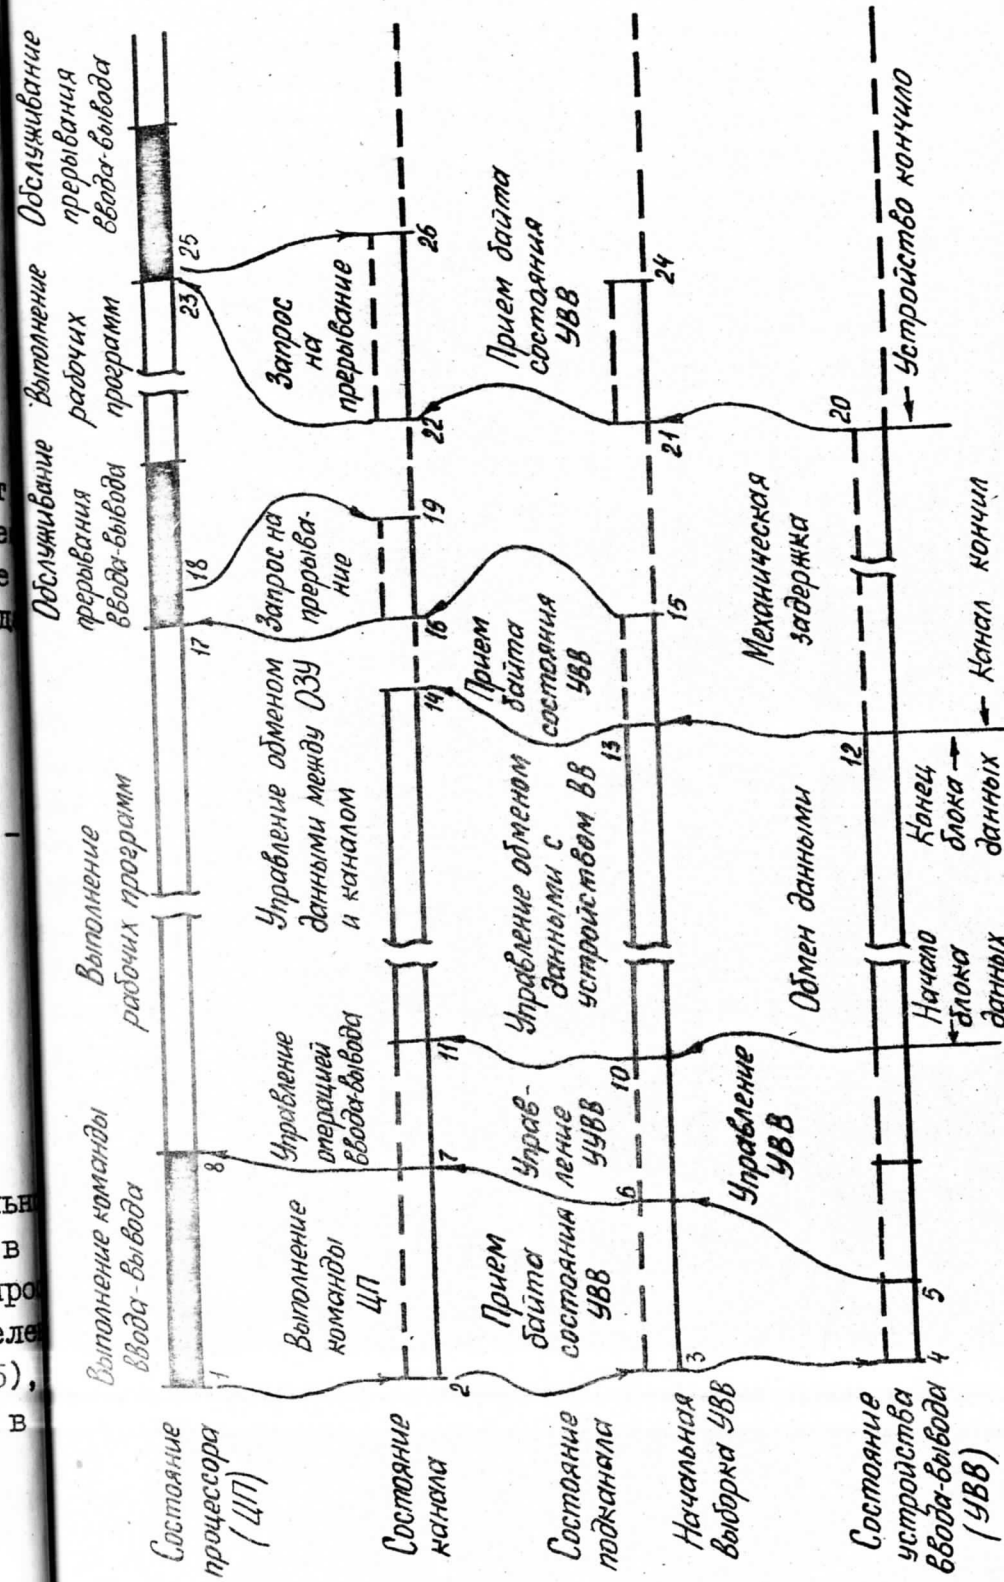 Состояние
процессора
(ЦП)
Выполнение команды
ввода-вывода
Выполнение
рабочих программ
Обслуживание
прерывания
ввода-вывода
Выполнение
рабочих
программ
Обслуживание
прерывания
ввода-вывода
1
8
17
18
23
25
Состояние
канала
Выполнение
команды
ЦП
Управление
операцией
ввода-вывода
Управление обменом
данными между ОЗУ
и каналом
Запрос на
прерыва-
ние
Запрос
на
прерывание
2
7
11
14
16
19
22
26
Состояние
подканала
Прием
байта
состояния
УВВ
Управ-
ление
УУВВ
Управление обменом
данными с
устройством ВВ
Прием
байта
состояния
УВВ
Прием байта
состояния
УВВ
3
6
10
13
15
21
24
Начальная
выборка УВВ
Управление
УВВ
Обмен данными
Механическая
задержка
Состояние
устройства
ввода-вывода
(УВВ)
4
5
12
20
Начало
блока
данных
Конец
блока
данных
Канал кончил
Устройство кончило
в
5),
в